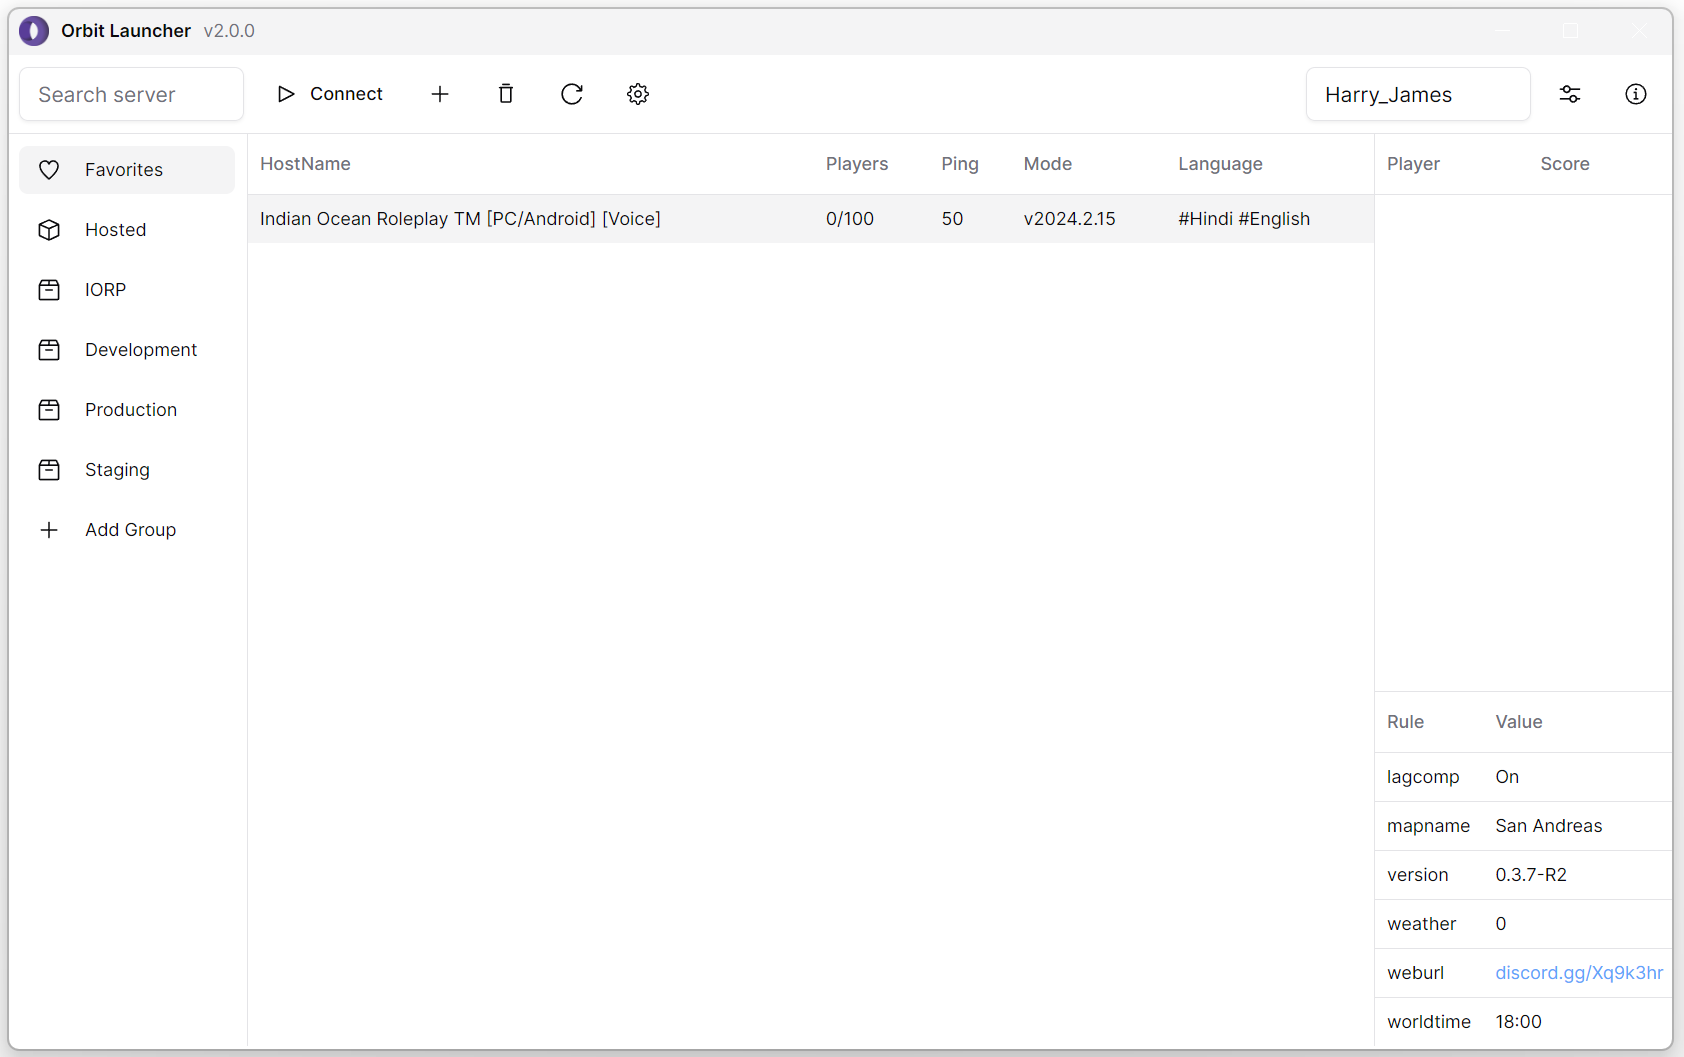 Orbit Launcher v2.0.0
Search server
Connect
Harry_James
Favorites
Hosted
IORP
Development
Production
Staging
Add Group
HostName Players Ping Mode Language
Indian Ocean Roleplay TM [PC/Android] [Voice] 0/100 50 v2024.2.15 #Hindi #English
Player Score
Rule Value
lagcomp On
mapname San Andreas
version 0.3.7-R2
weather 0
weburl discord.gg/Xq9k3hr
worldtime 18:00